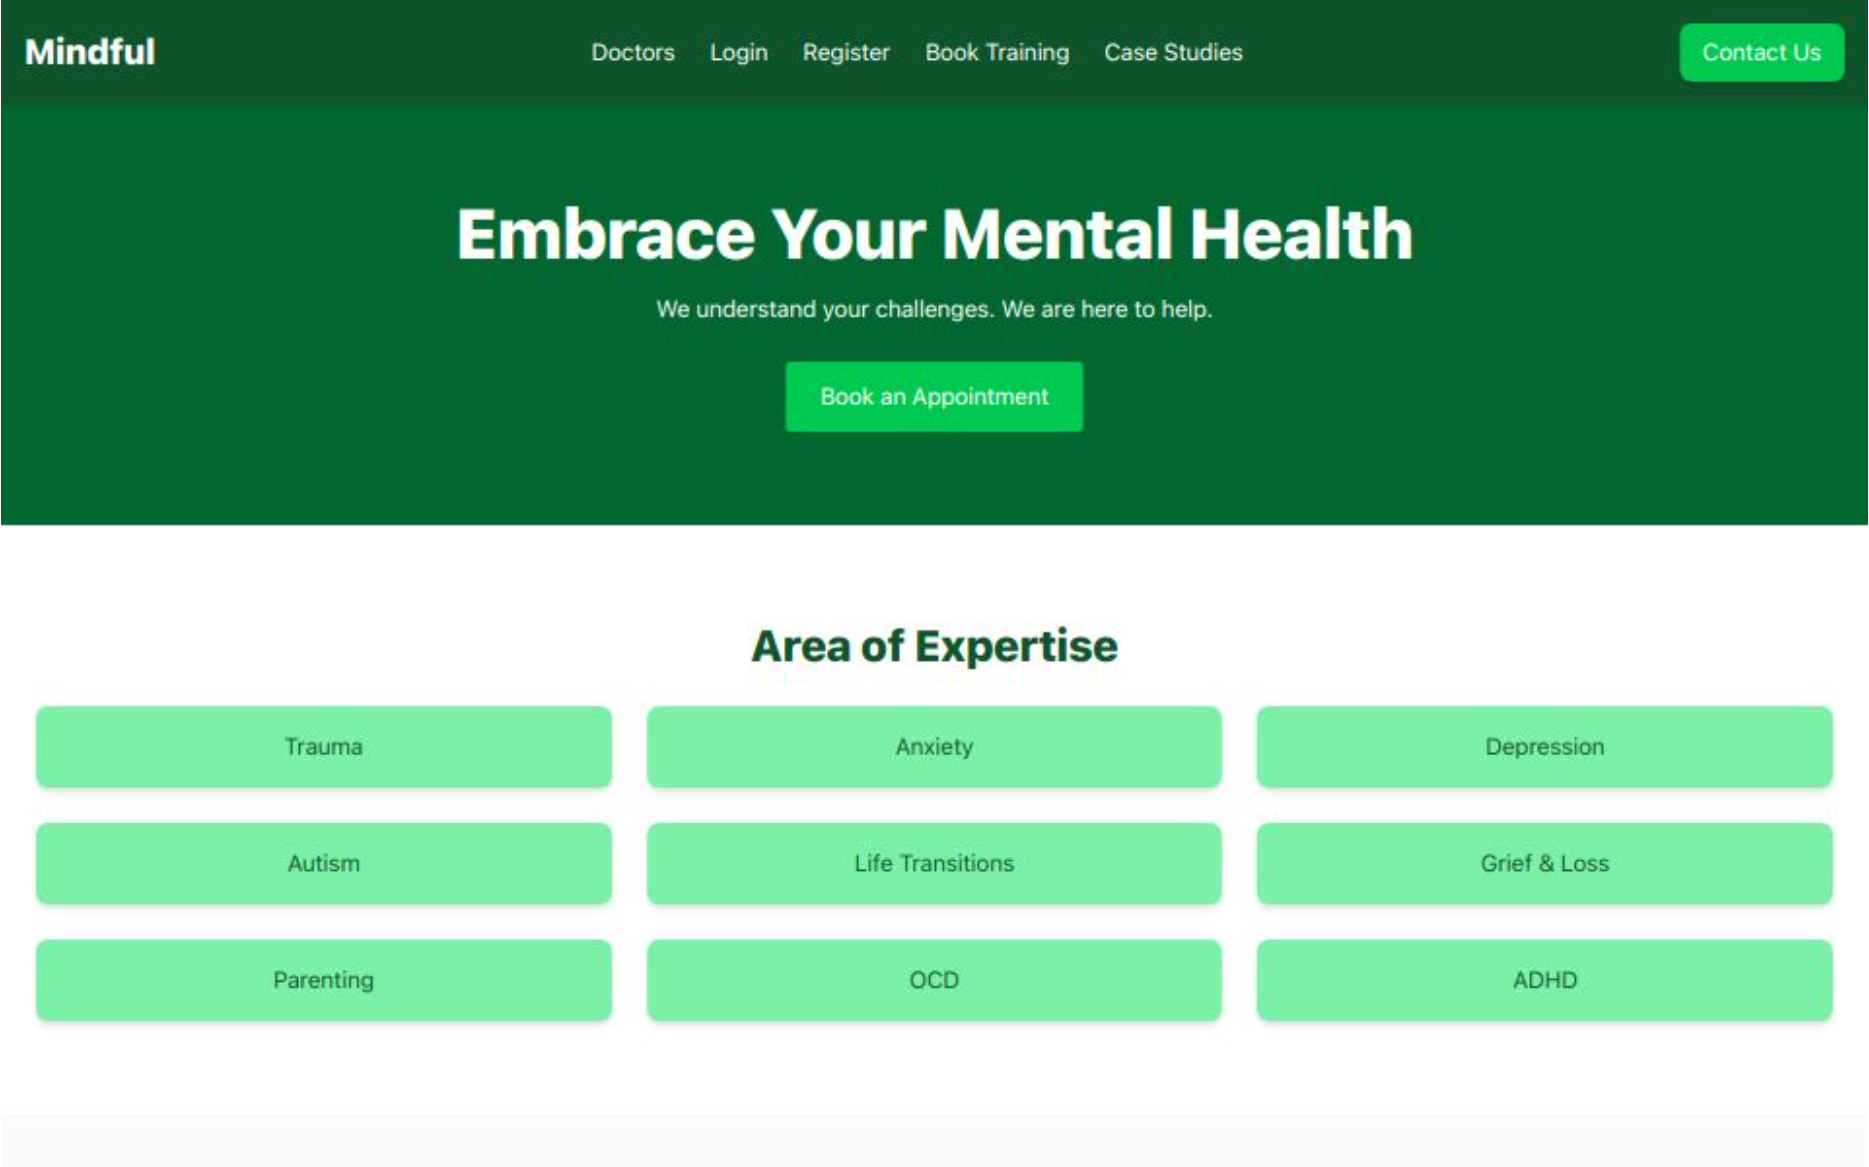 Mindful
Doctors Login Register Book Training Case Studies
Contact Us
Embrace Your Mental Health
We understand your challenges. We are here to help.
Book an Appointment
Area of Expertise
Trauma
Anxiety
Depression
Autism
Life Transitions
Grief & Loss
Parenting
OCD
ADHD